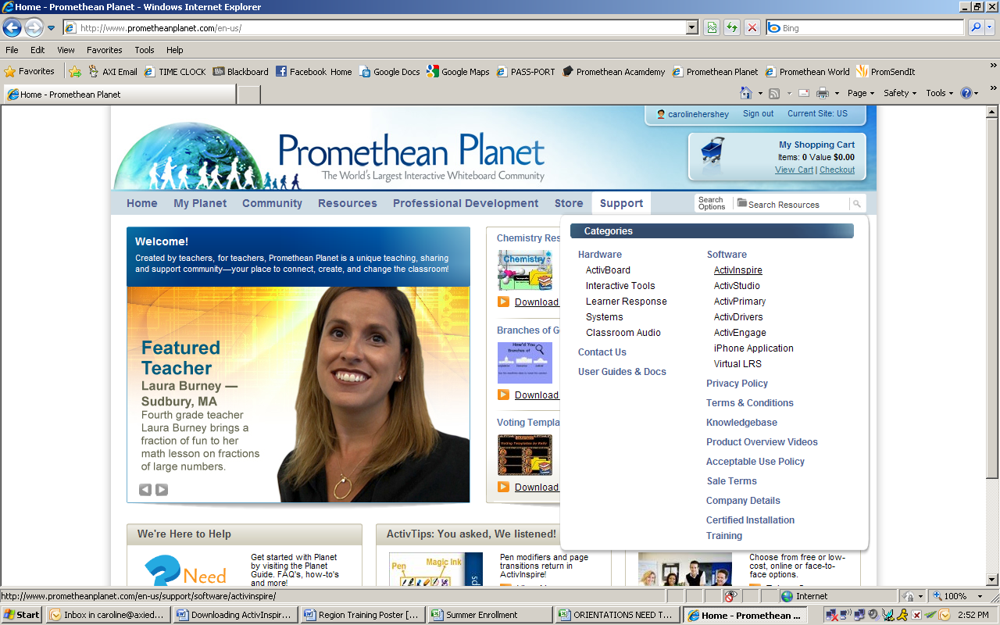 Home - Promethean Planet - Windows Internet Explorer
http://www.prometheanplanet.com/en-us/
Bing
File Edit View Favorites Tools Help
Favorites AXI Email TIME CLOCK Blackboard Facebook Home Google Docs Google Maps PASS-PORT Promethean Acamdemy Promethean Planet Promethean World PromSendIt
Home - Promethean Planet
Page Safety Tools
carolinehershey Sign out Current Site: US
Promethean Planet
The World's Largest Interactive Whiteboard Community
My Shopping Cart
Items: 0 Value $0.00
View Cart | Checkout
Home My Planet Community Resources Professional Development Store Support
Search Options
Search Resources
Welcome!
Created by teachers, for teachers, Promethean Planet is a unique teaching, sharing
and support community—your place to connect, create, and change the classroom!
Featured
Teacher
Laura Burney —
Sudbury, MA
Fourth grade teacher
Laura Burney brings a
fraction of fun to her
math lesson on fractions
of large numbers.
Chemistry Res
Chemistry
Download
Branches of G
How'd You
Branches of
Download
Voting Templa
Voting Templates by Kelly
Download
Categories
Hardware
ActivBoard
Interactive Tools
Learner Response
Systems
Classroom Audio
Contact Us
User Guides & Docs
Software
ActivInspire
ActivStudio
ActivPrimary
ActivDrivers
ActivEngage
iPhone Application
Virtual LRS
Privacy Policy
Terms & Conditions
Knowledgebase
Product Overview Videos
Acceptable Use Policy
Sale Terms
Company Details
Certified Installation
Training
We're Here to Help
Need
Get started with Planet
by visiting the Planet
Guide. FAQ's, how-to's
and more!
ActivTips: You asked, We listened!
Pen Magic Ink
ps
Pen modifiers and page
transitions return in
ActivInspire!
Choose from free or low-
cost, online or face-to-
face options.
http://www.prometheanplanet.com/en-us/support/software/activinspire/
Internet
100%
Start
Inbox in caroline@axied...
Downloading ActivInspir...
Region Training Poster [...
Summer Enrollment
ORIENTATIONS NEED T...
Home - Promethean ...
2:52 PM